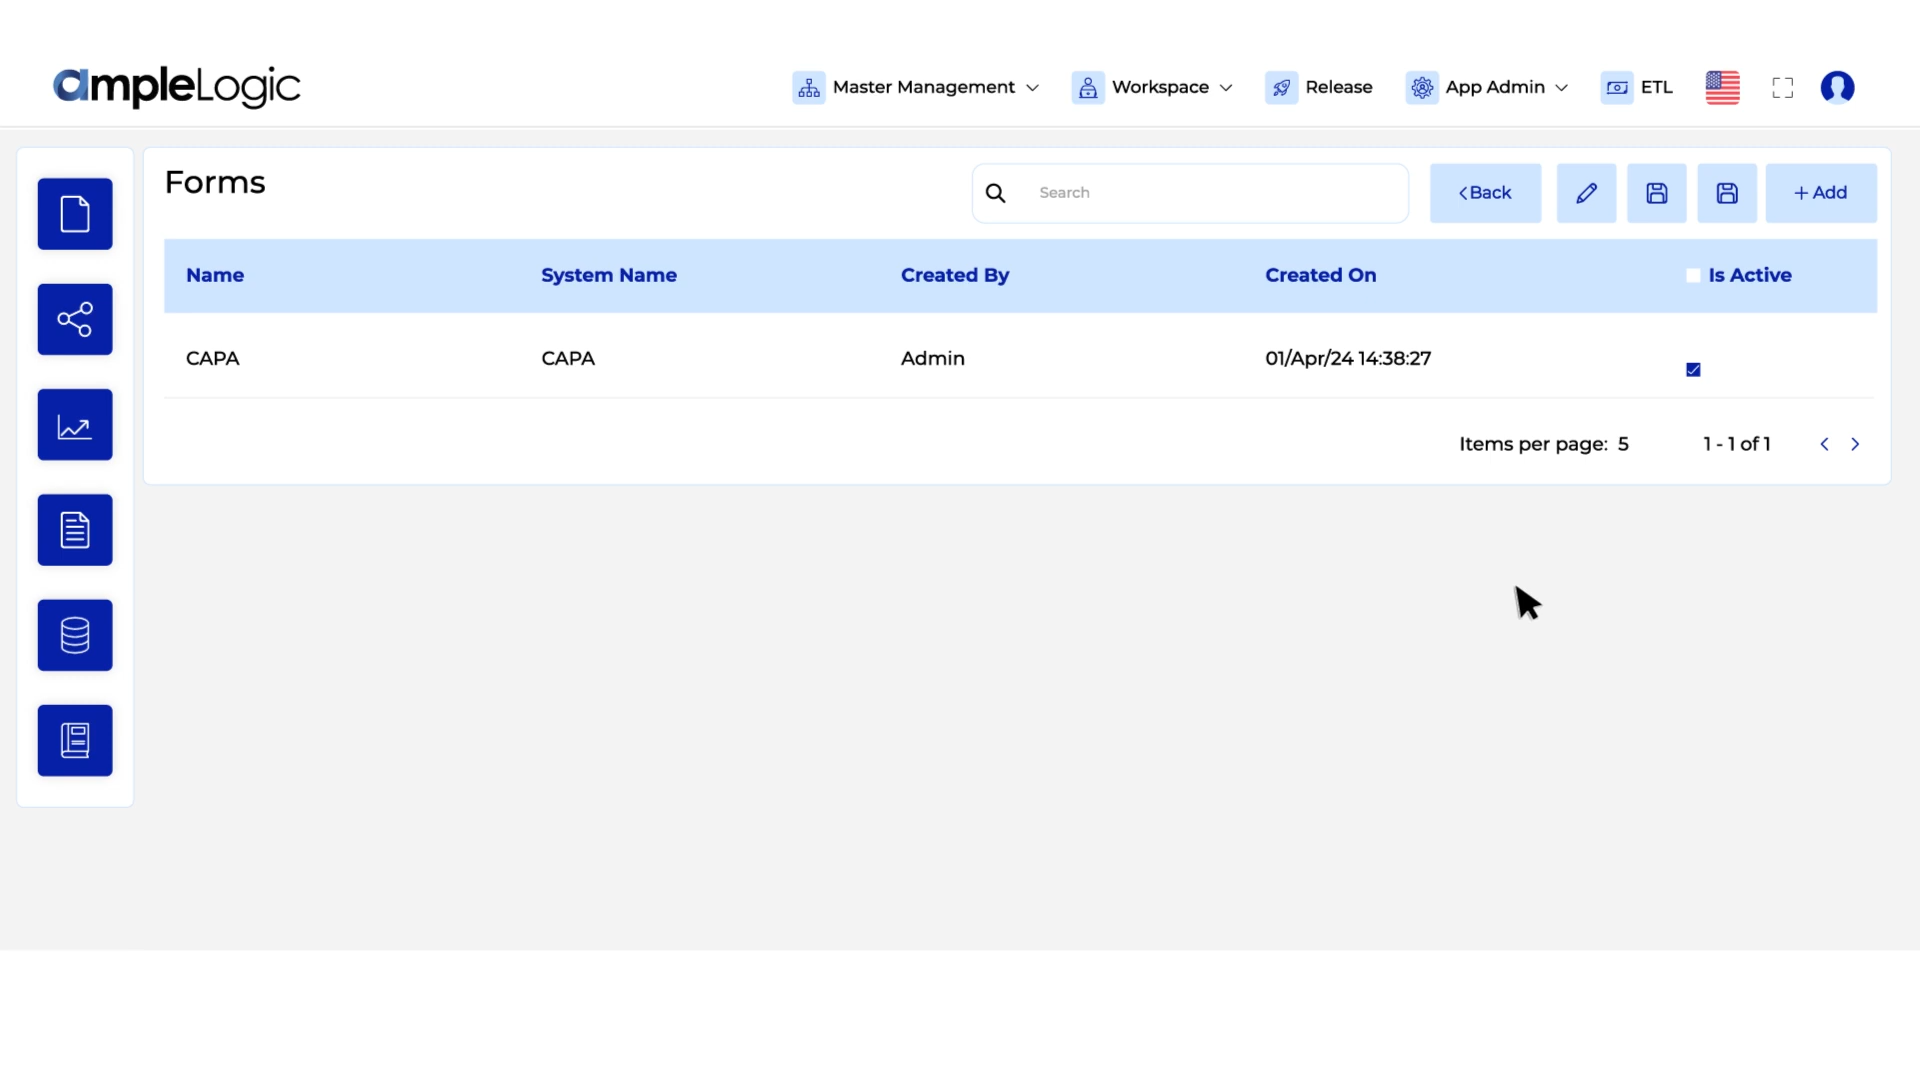 ampleLogic
Master Management
Workspace
Release
App Admin
ETL
Forms
Search
Back
+ Add
Name System Name Created By Created On Is Active
CAPA CAPA Admin 01/Apr/24 14:38:27
Items per page: 5 1 - 1 of 1